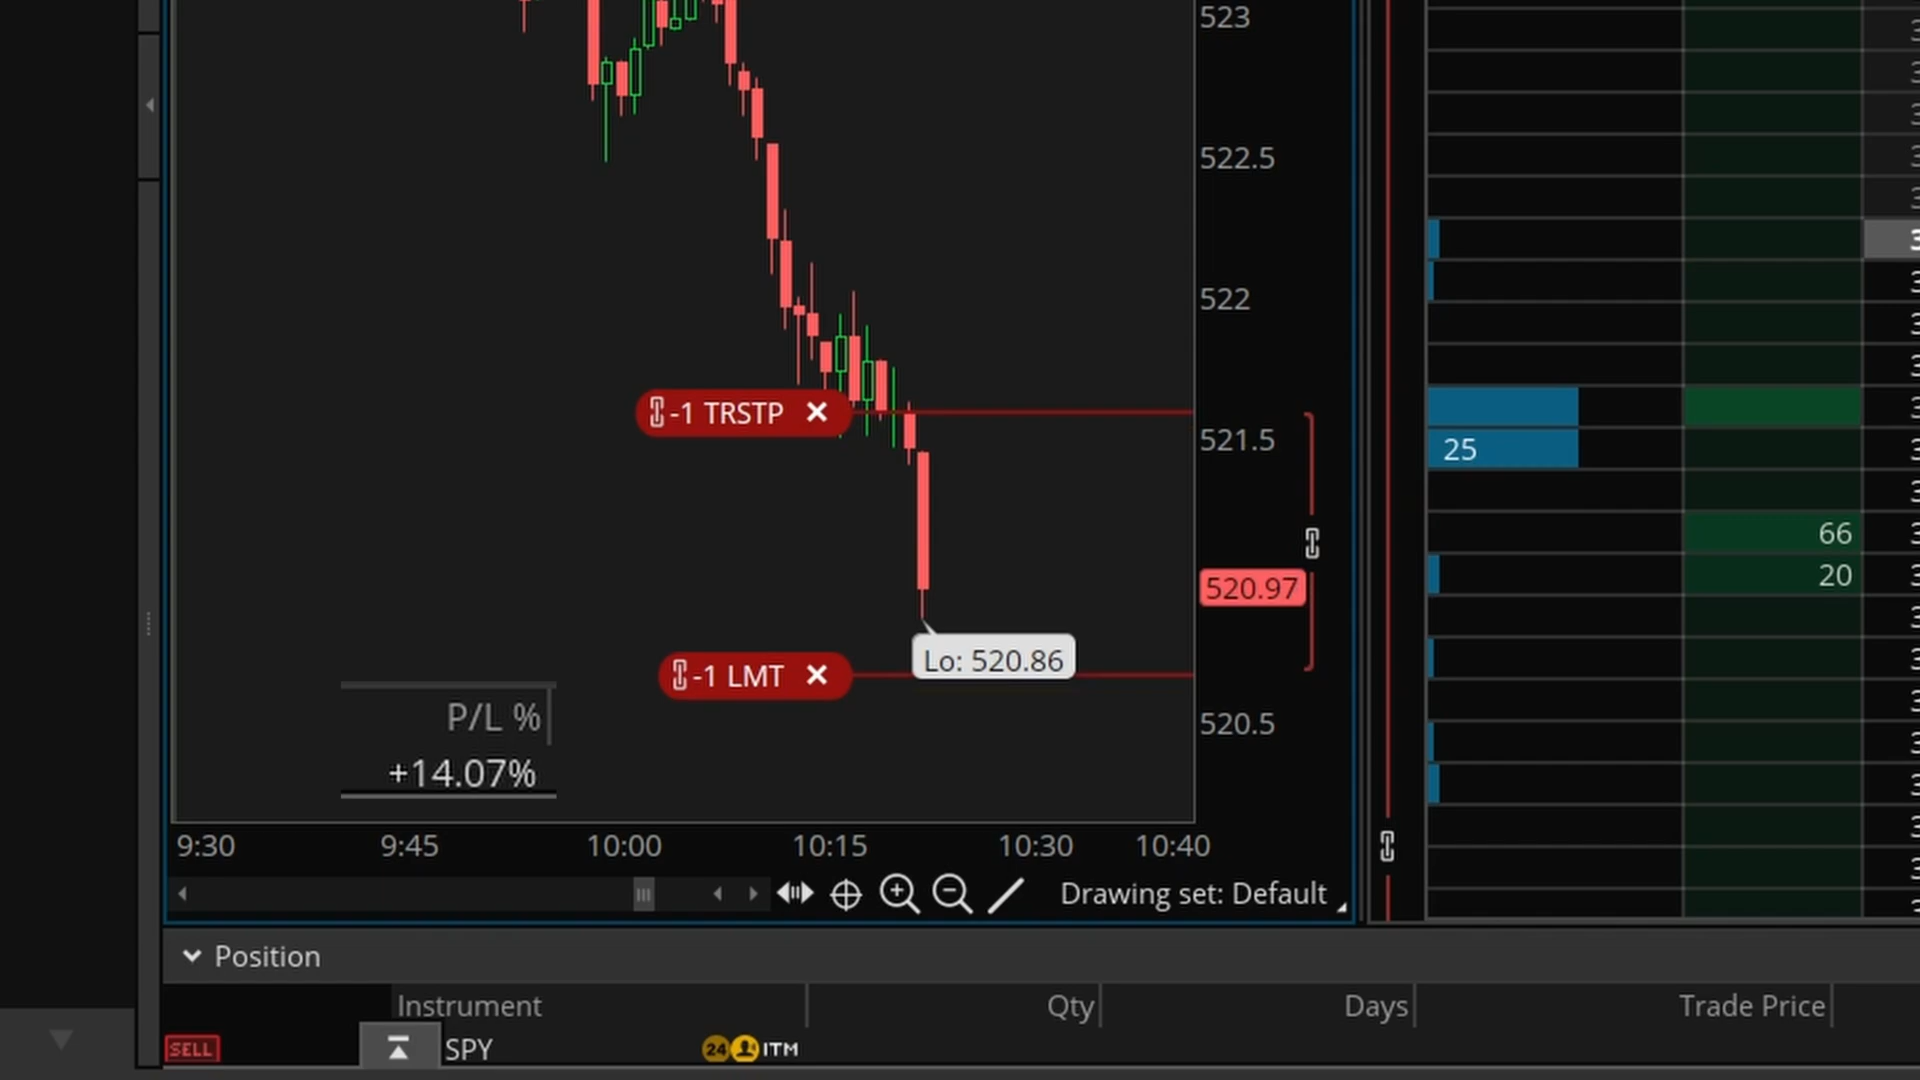 523
522.5
522
-1 TRSTP
521.5
25
66
520.97
20
Lo: 520.86
-1 LMT
P/L %
520.5
+14.07%
9:30 9:45 10:00 10:15 10:30 10:40
Drawing set: Default
Position
Instrument Qty Days Trade Price
SELL SPY 24 ITM